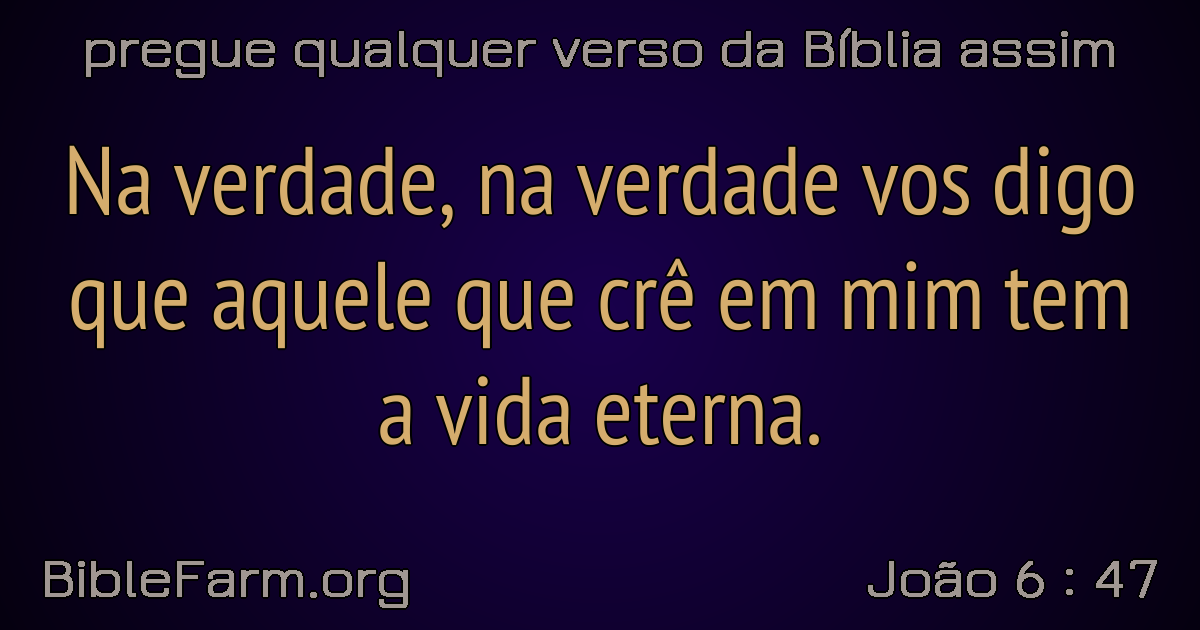 pregue qualquer verso da Bíblia assim
Na verdade, na verdade vos digo
que aquele que crê em mim tem
a vida eterna.
BibleFarm.org
João 6 : 47